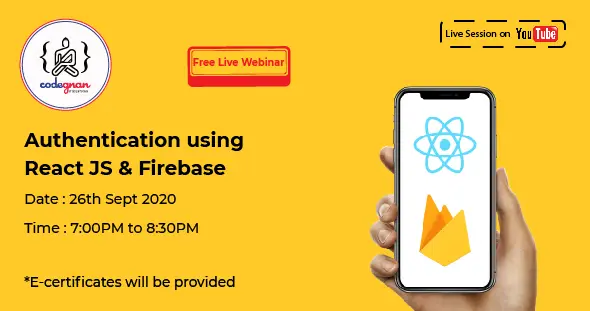 Live Session on YouTube
codegnan
Free Live Webinar
Authentication using
React JS & Firebase
Date : 26th Sept 2020
Time : 7:00PM to 8:30PM
*E-certificates will be provided